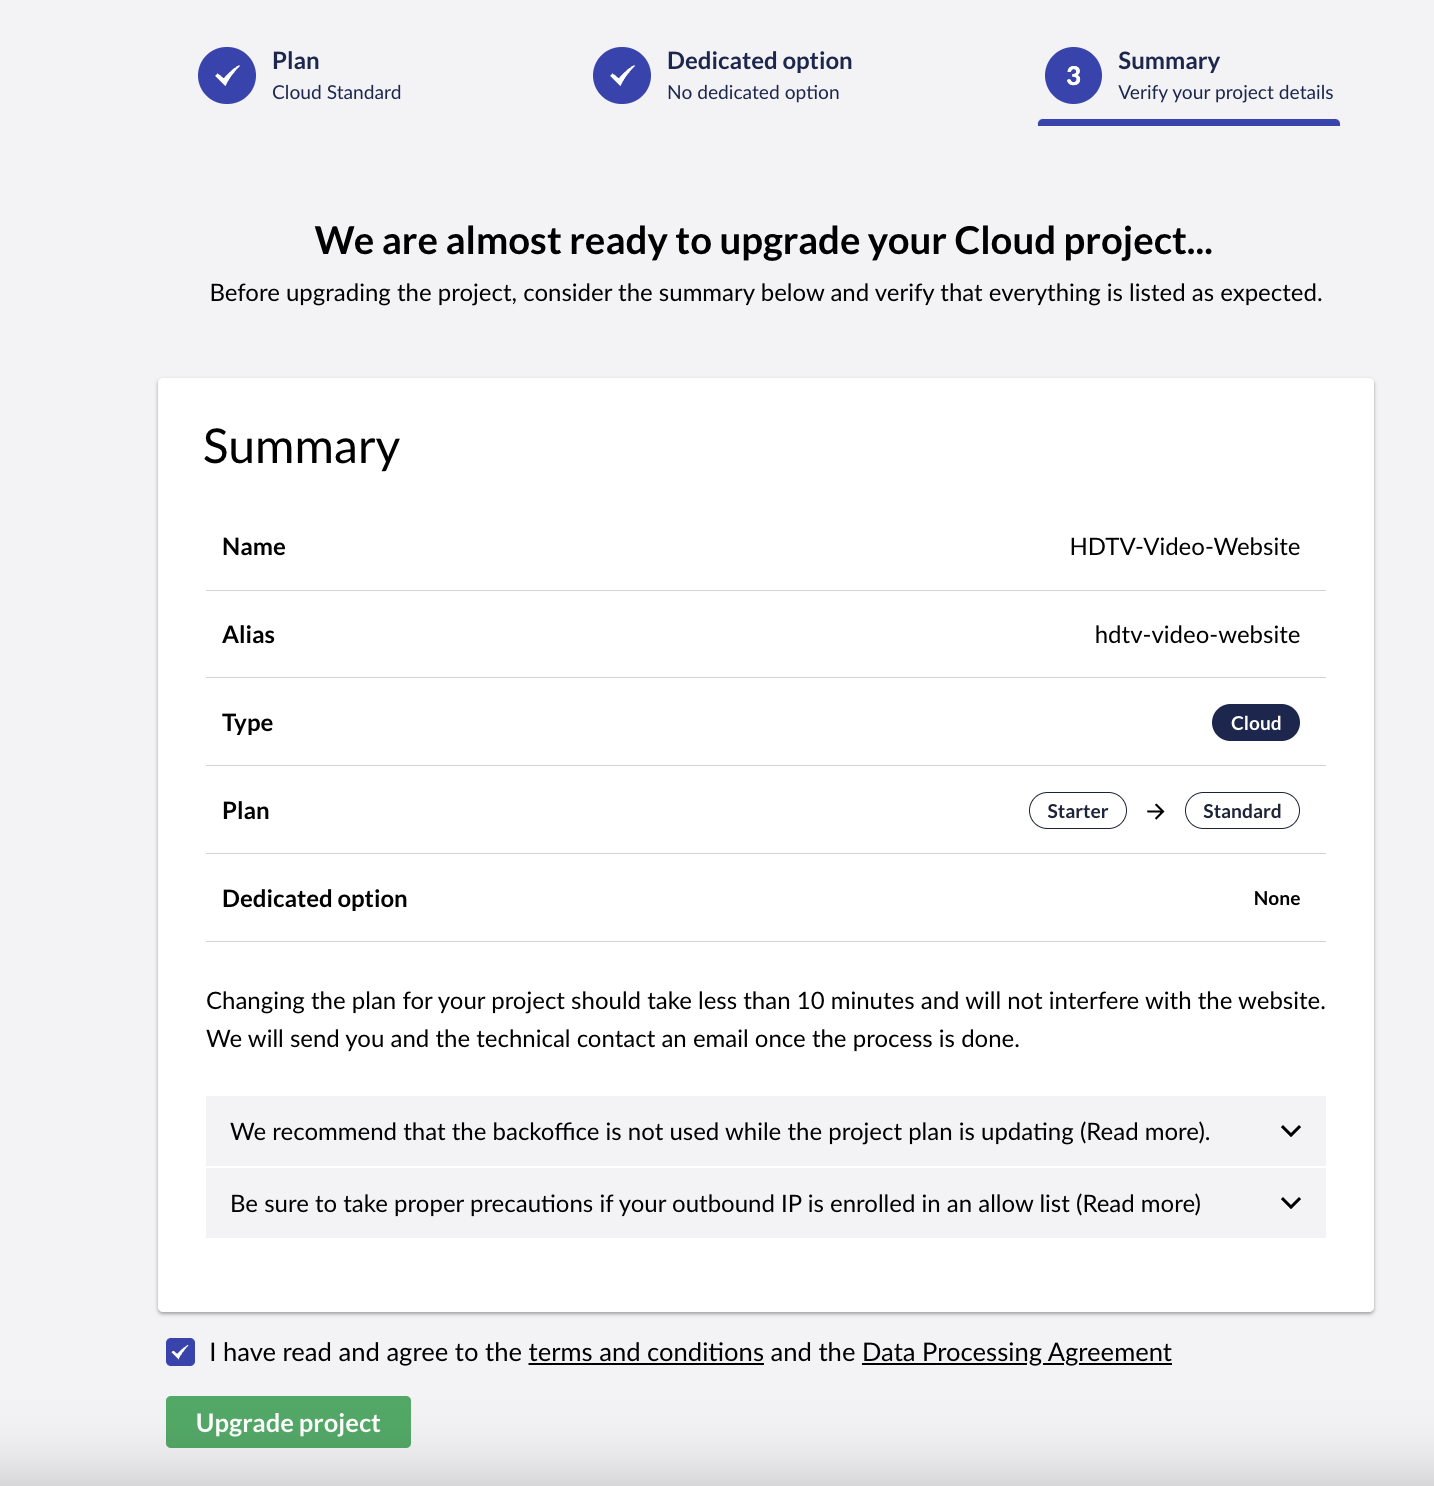 Plan
Cloud Standard
Dedicated option
No dedicated option
3
Summary
Verify your project details
We are almost ready to upgrade your Cloud project...
Before upgrading the project, consider the summary below and verify that everything is listed as expected.
Summary
Name HDTV-Video-Website
Alias hdtv-video-website
Type Cloud
Plan Starter → Standard
Dedicated option None
Changing the plan for your project should take less than 10 minutes and will not interfere with the website.
We will send you and the technical contact an email once the process is done.
We recommend that the backoffice is not used while the project plan is updating (Read more).
Be sure to take proper precautions if your outbound IP is enrolled in an allow list (Read more)
I have read and agree to the terms and conditions and the Data Processing Agreement
Upgrade project